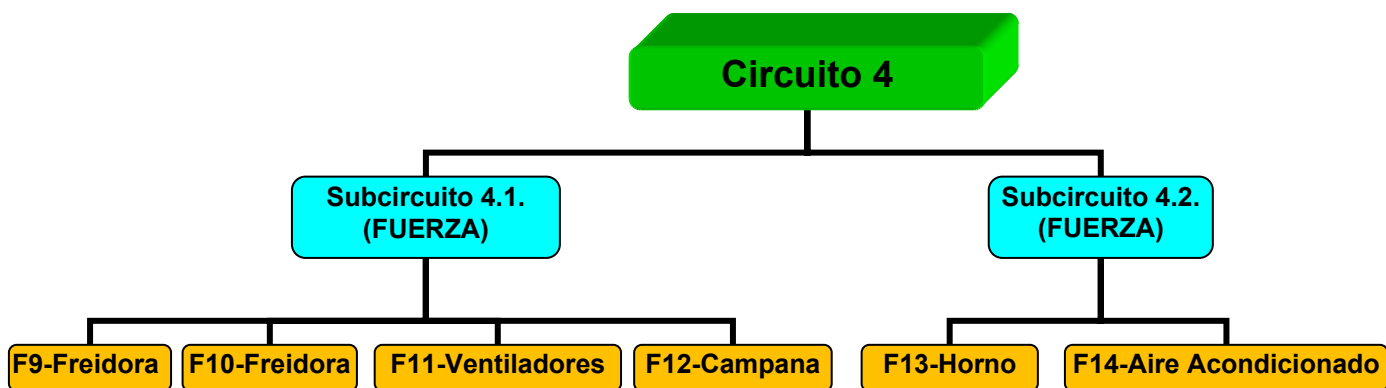 Circuito 4
Subcircuito 4.1.
(FUERZA)
Subcircuito 4.2.
(FUERZA)
F9-Freidora
F10-Freidora
F11-Ventiladores
F12-Campana
F13-Horno
F14-Aire Acondicionado